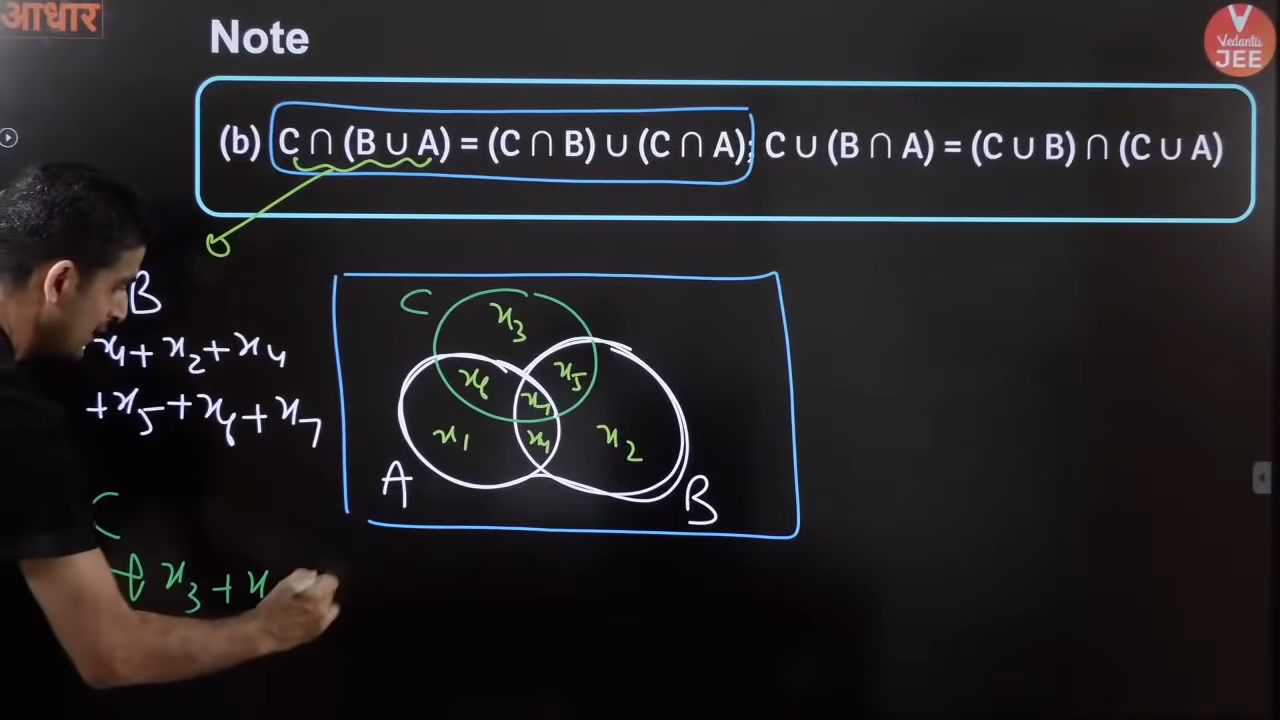 आधार
Note
Vedantu
JEE
(b) C ∩ (B ∪ A) = (C ∩ B) ∪ (C ∩ A); C ∪ (B ∩ A) = (C ∪ B) ∩ (C ∪ A)
B
x₁ + x₂ + x₄
+ x₅ + x₆ + x₇
C
x₃ + x
C
x₃
x₆
x₅
x₇
x₁
x₄
x₂
A
B